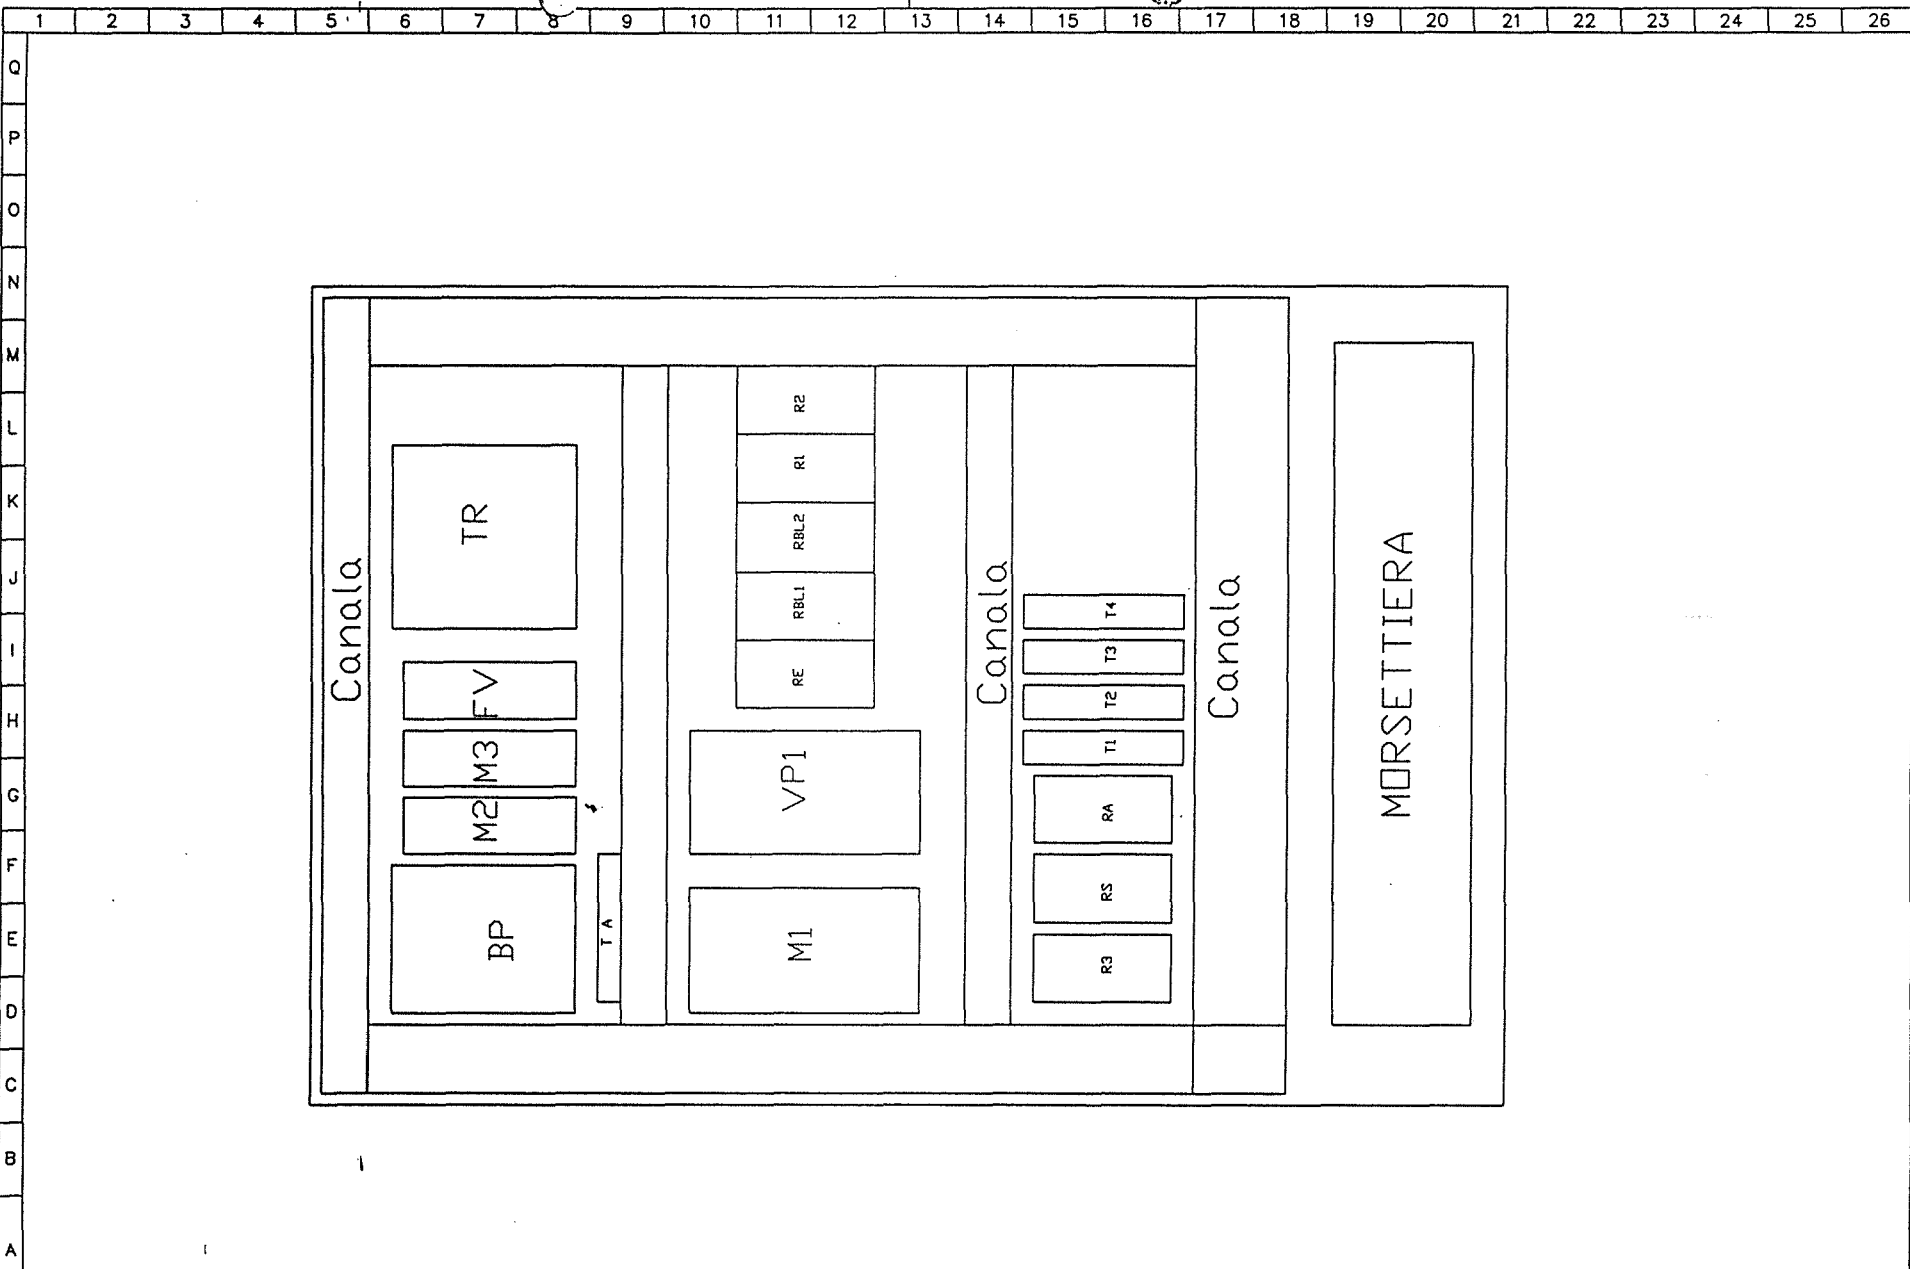 1 2 3 4 5 6 7 8 9 10 11 12 13 14 15 16 17 18 19 20 21 22 23 24 25 26
Q
P
O
N
M
L
K
J
I
H
G
F
E
D
C
B
A
Canala
TR
FV
M3
M2
BP
T A
R2
R1
RBL2
RBL1
RE
VP1
M1
Canala
T4
T3
T2
T1
RA
RS
R3
Canala
MORSETTIERA